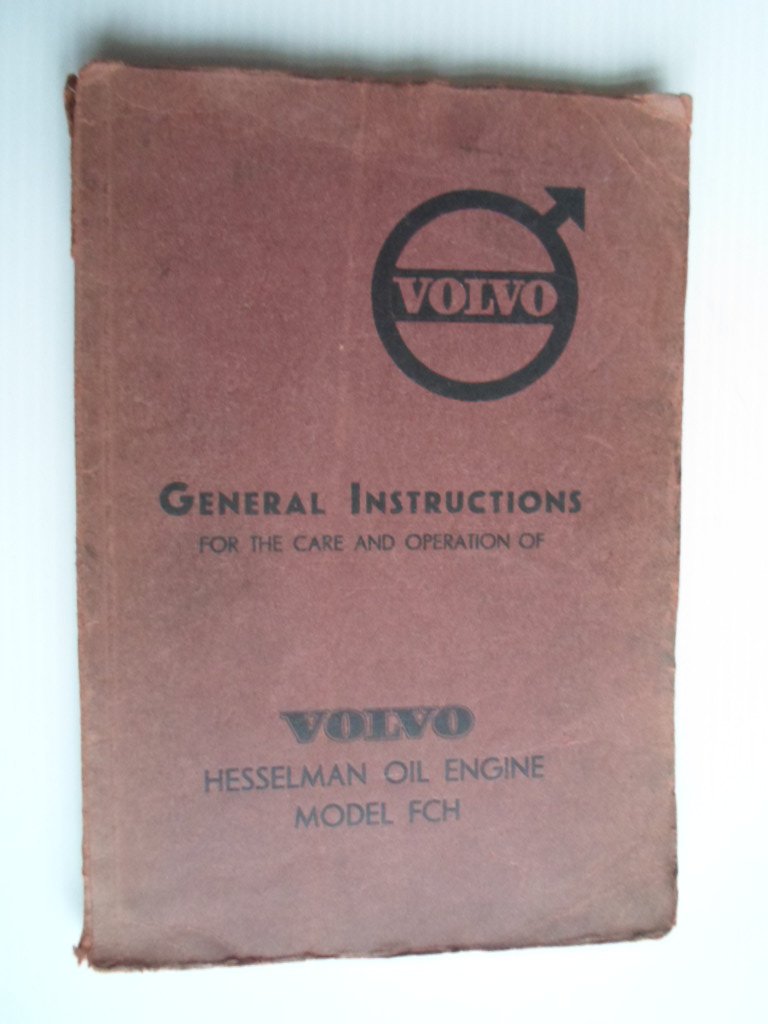 VOLVO
GENERAL INSTRUCTIONS
FOR THE CARE AND OPERATION OF
VOLVO
HESSELMAN OIL ENGINE
MODEL FCH